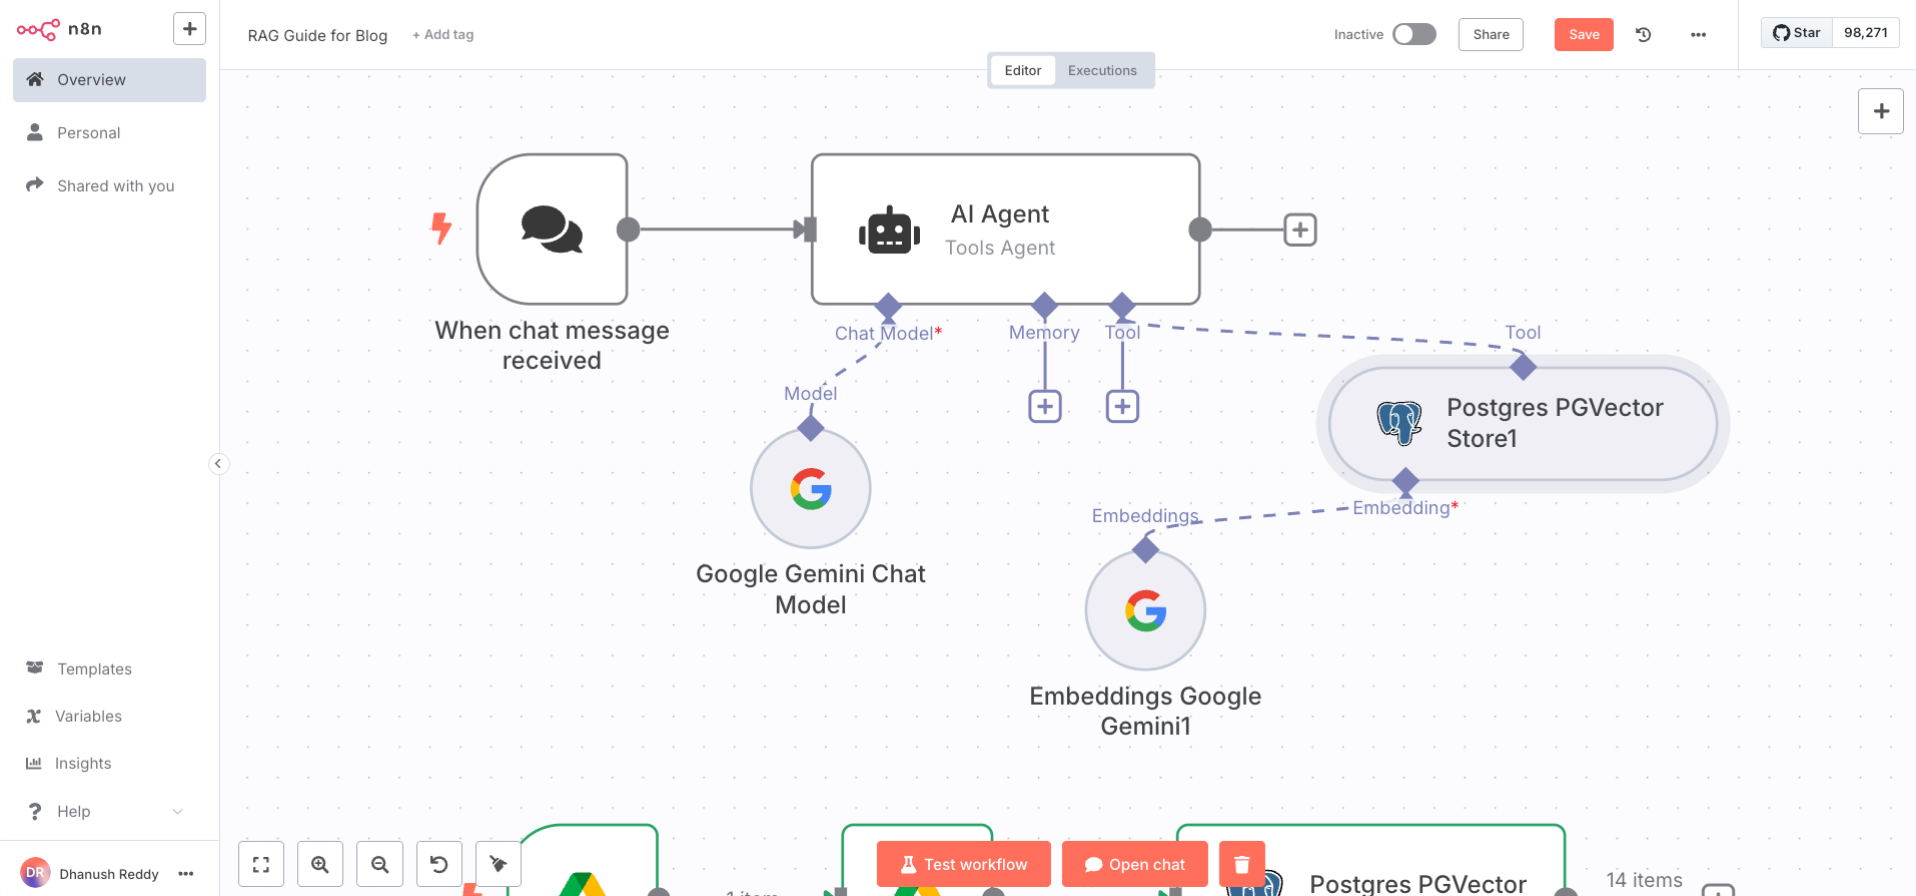 n8n
Overview
Personal
Shared with you
Templates
Variables
Insights
Help
DR
Dhanush Reddy
RAG Guide for Blog
+ Add tag
Inactive
Share
Save
Star
98,271
Editor
Executions
When chat message
received
AI Agent
Tools Agent
Chat Model*
Memory
Tool
Tool
Model
Postgres PGVector
Store1
Embedding*
Embeddings
Google Gemini Chat
Model
Embeddings Google
Gemini1
Test workflow
Open chat
Postgres PGVector
14 items
1 item